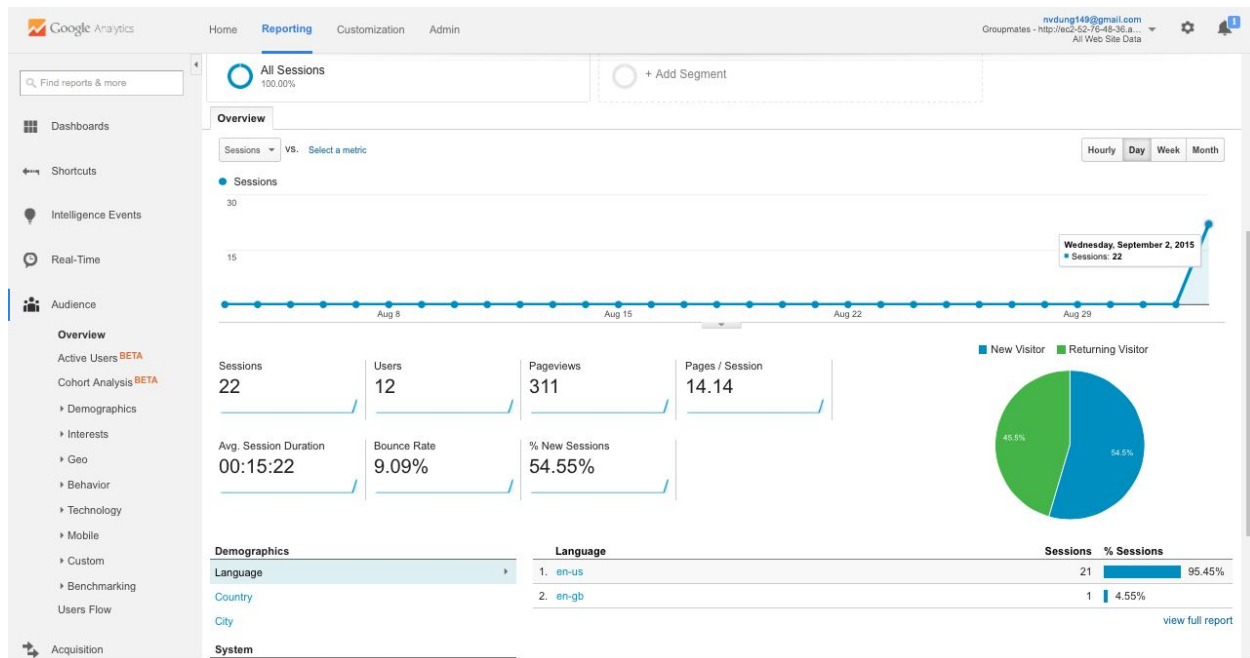 Google Analytics
Home Reporting Customization Admin
nvdung149@gmail.com
Groupmates - http://ec2-52-76-48-36.a...
All Web Site Data
1
Find reports & more
All Sessions
100.00%
+ Add Segment
Dashboards
Shortcuts
Intelligence Events
Real-Time
Audience
Overview
Active Users BETA
Cohort Analysis BETA
Demographics
Interests
Geo
Behavior
Technology
Mobile
Custom
Benchmarking
Users Flow
Acquisition
Overview
Sessions VS. Select a metric
Hourly Day Week Month
Sessions
30
15
Wednesday, September 2, 2015
Sessions: 22
Aug 8 Aug 15 Aug 22 Aug 29
New Visitor Returning Visitor
Sessions
22
Users
12
Pageviews
311
Pages / Session
14.14
Avg. Session Duration
00:15:22
Bounce Rate
9.09%
% New Sessions
54.55%
45.5%
54.5%
Demographics
Language
Country
City
System
Language Sessions % Sessions
1. en-us 21 95.45%
2. en-gb 1 4.55%
view full report